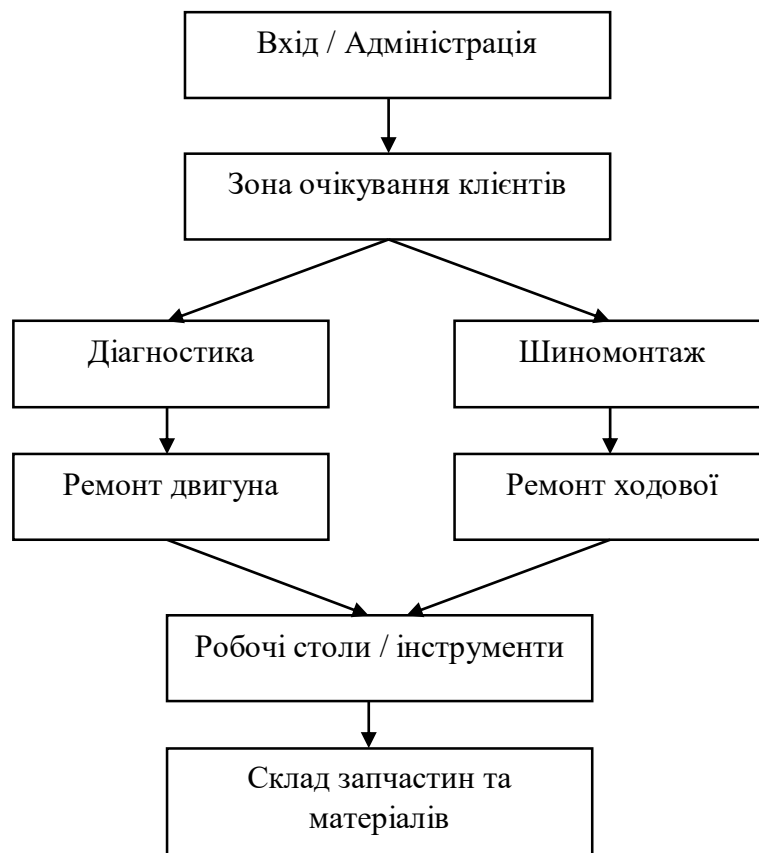 Вхід / Адміністрація
Зона очікування клієнтів
Діагностика
Шиномонтаж
Ремонт двигуна
Ремонт ходової
Робочі столи / інструменти
Склад запчастин та
матеріалів